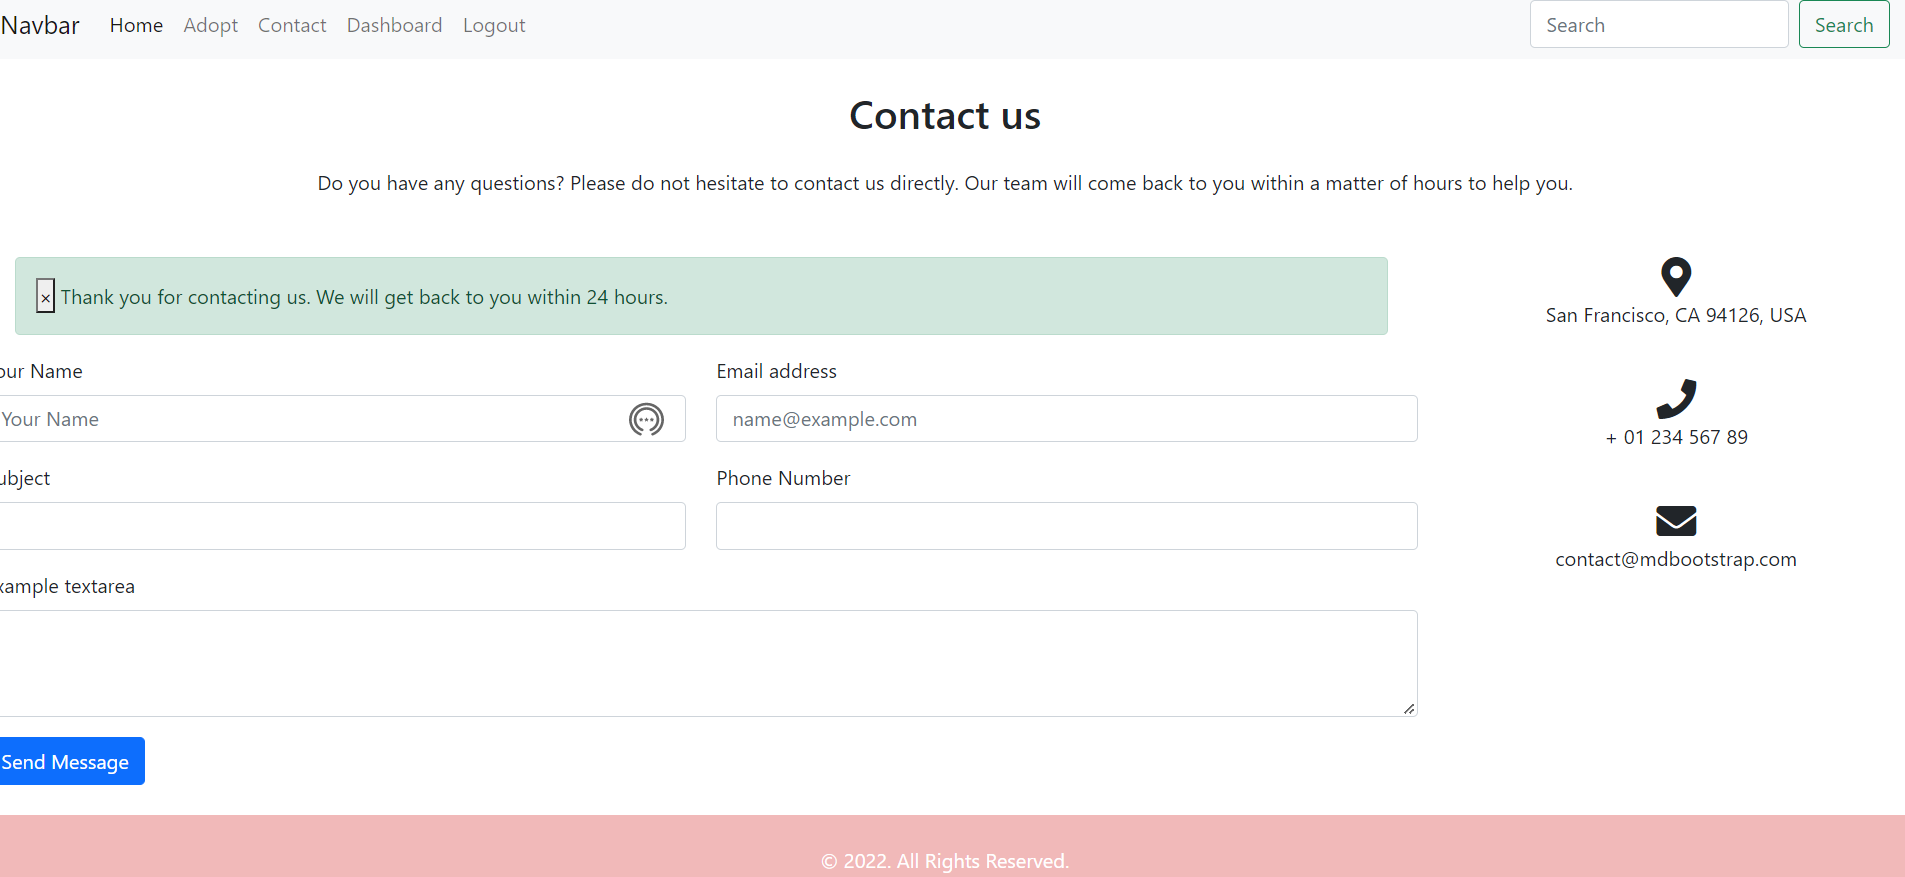 Navbar Home Adopt Contact Dashboard Logout Search Search
Contact us
Do you have any questions? Please do not hesitate to contact us directly. Our team will come back to you within a matter of hours to help you.
× Thank you for contacting us. We will get back to you within 24 hours.
our Name
Your Name
Email address
name@example.com
ubject
Phone Number
xample textarea
Send Message
San Francisco, CA 94126, USA
+ 01 234 567 89
contact@mdbootstrap.com
© 2022. All Rights Reserved.